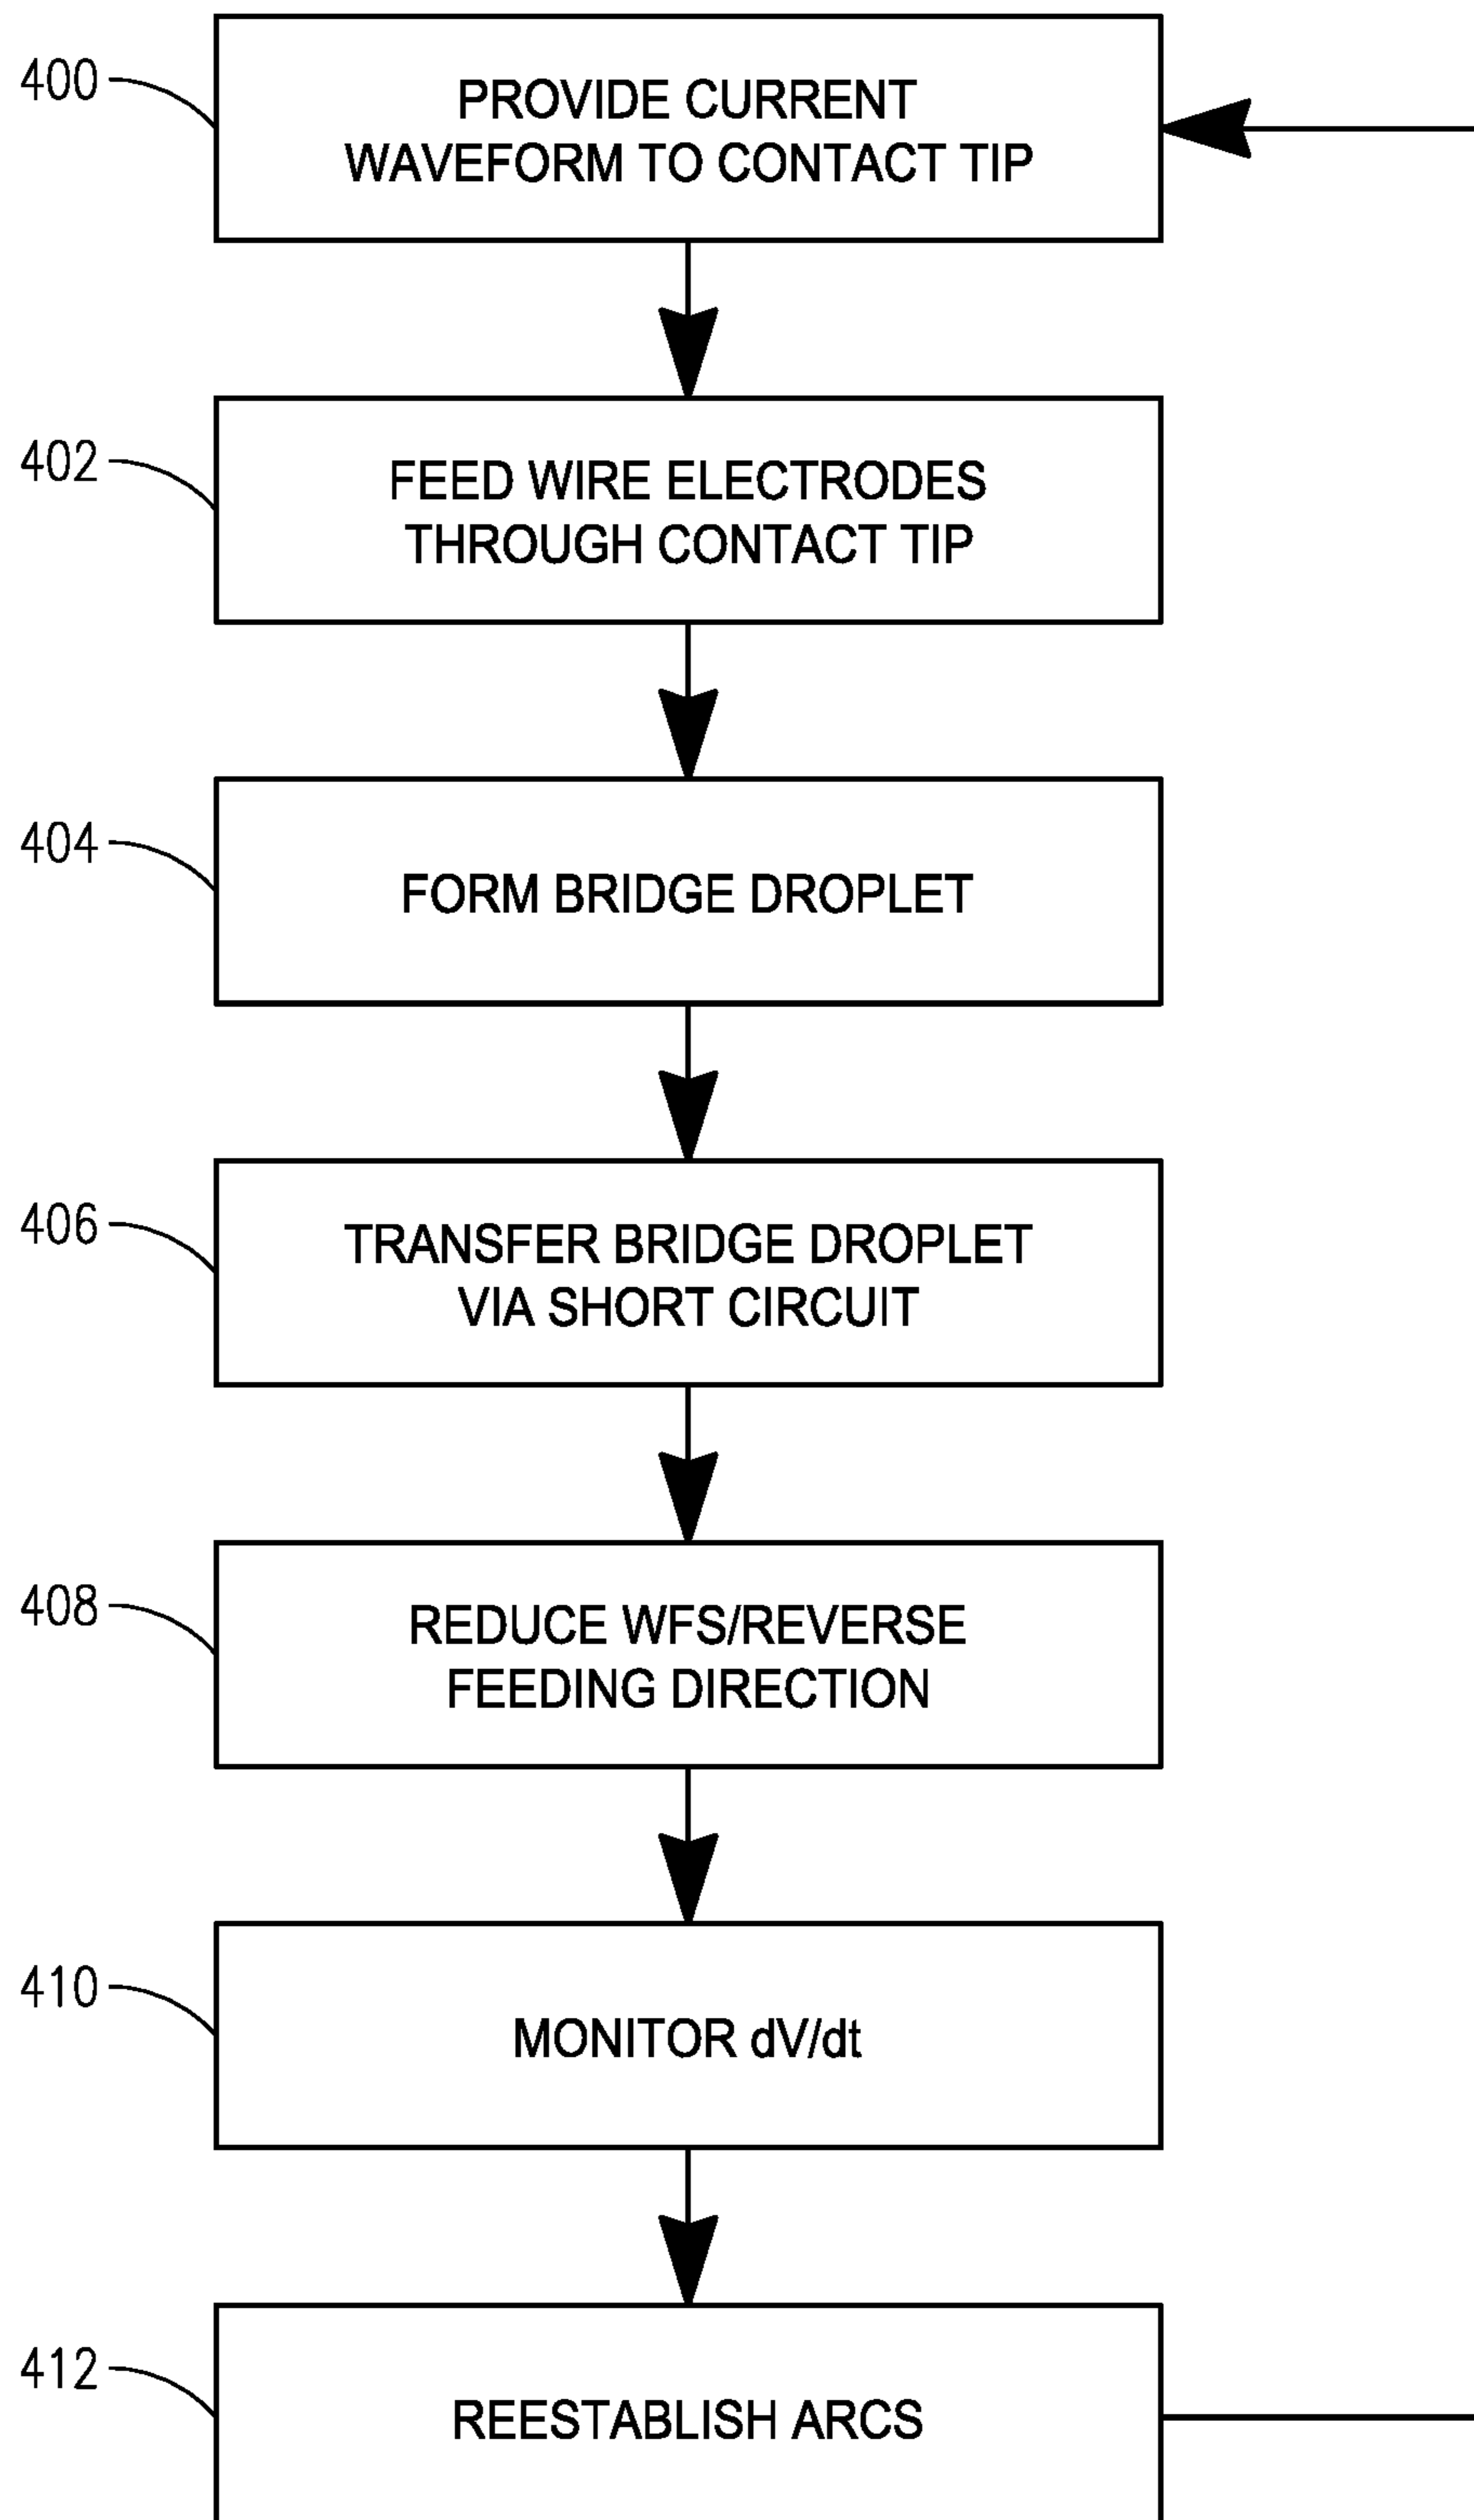 400
PROVIDE CURRENT
WAVEFORM TO CONTACT TIP
402
FEED WIRE ELECTRODES
THROUGH CONTACT TIP
404
FORM BRIDGE DROPLET
406
TRANSFER BRIDGE DROPLET
VIA SHORT CIRCUIT
408
REDUCE WFS/REVERSE
FEEDING DIRECTION
410
MONITOR dV/dt
412
REESTABLISH ARCS